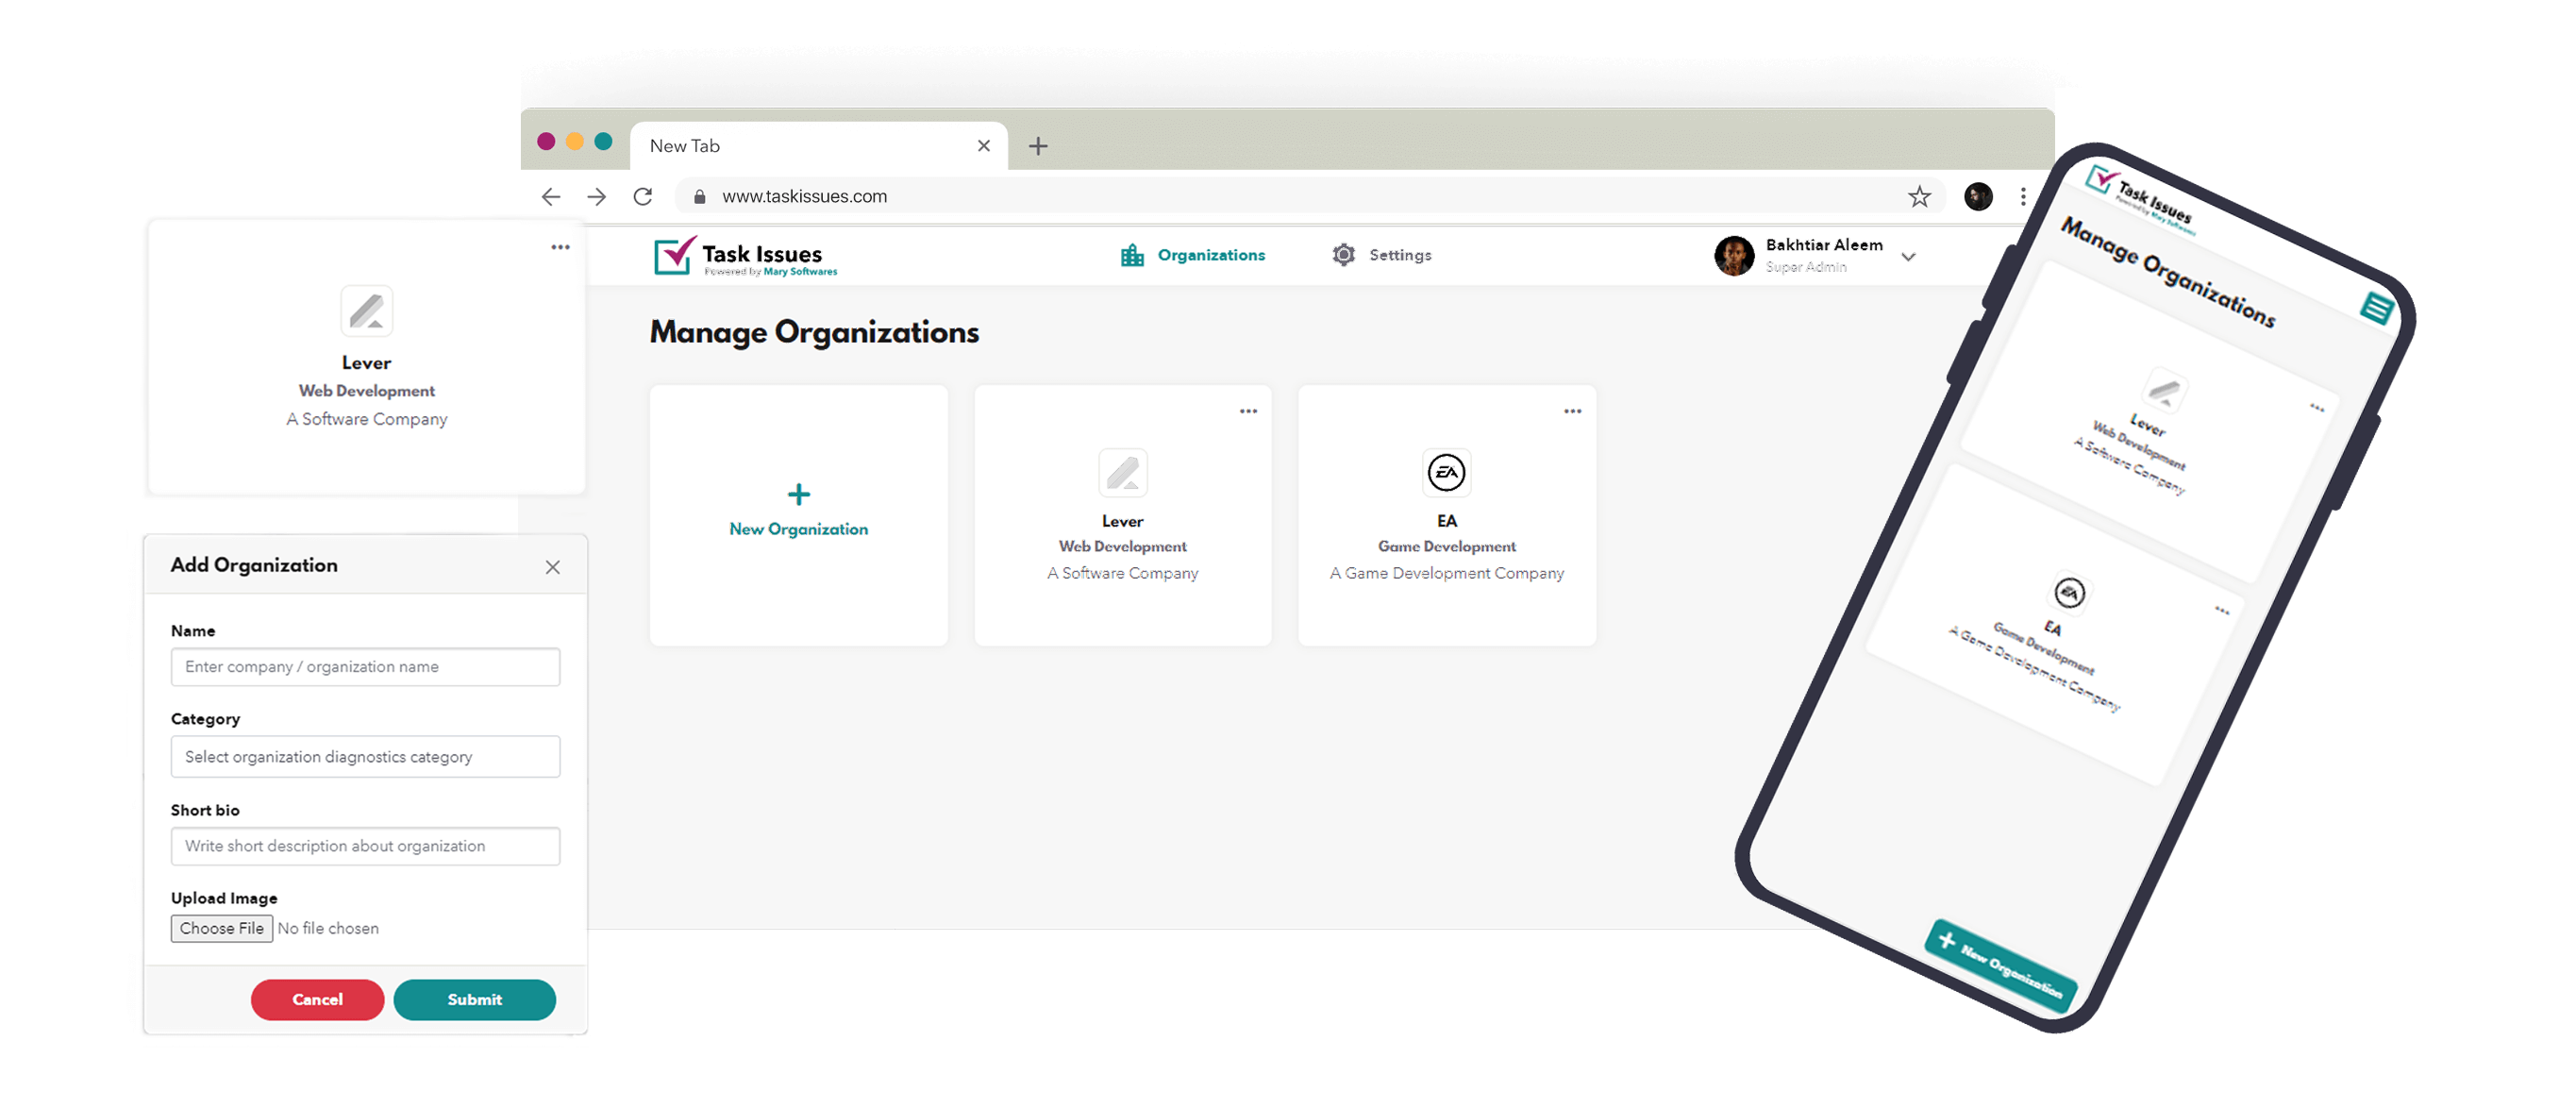 New Tab
www.taskissues.com
Task Issues
Powered by Mary Softwares
Organizations
Settings
Bakhtiar Aleem
Super Admin
Manage Organizations
New Organization
Lever
Web Development
A Software Company
EA
EA
Game Development
A Game Development Company
Lever
Web Development
A Software Company
Add Organization
Name
Enter company / organization name
Category
Select organization diagnostics category
Short bio
Write short description about organization
Upload Image
Choose File No file chosen
Cancel
Submit
Task Issues
Powered by Mary Softwares
Manage Organizations
Lever
Web Development
A Software Company
EA
EA
Game Development
A Game Development Company
New Organization